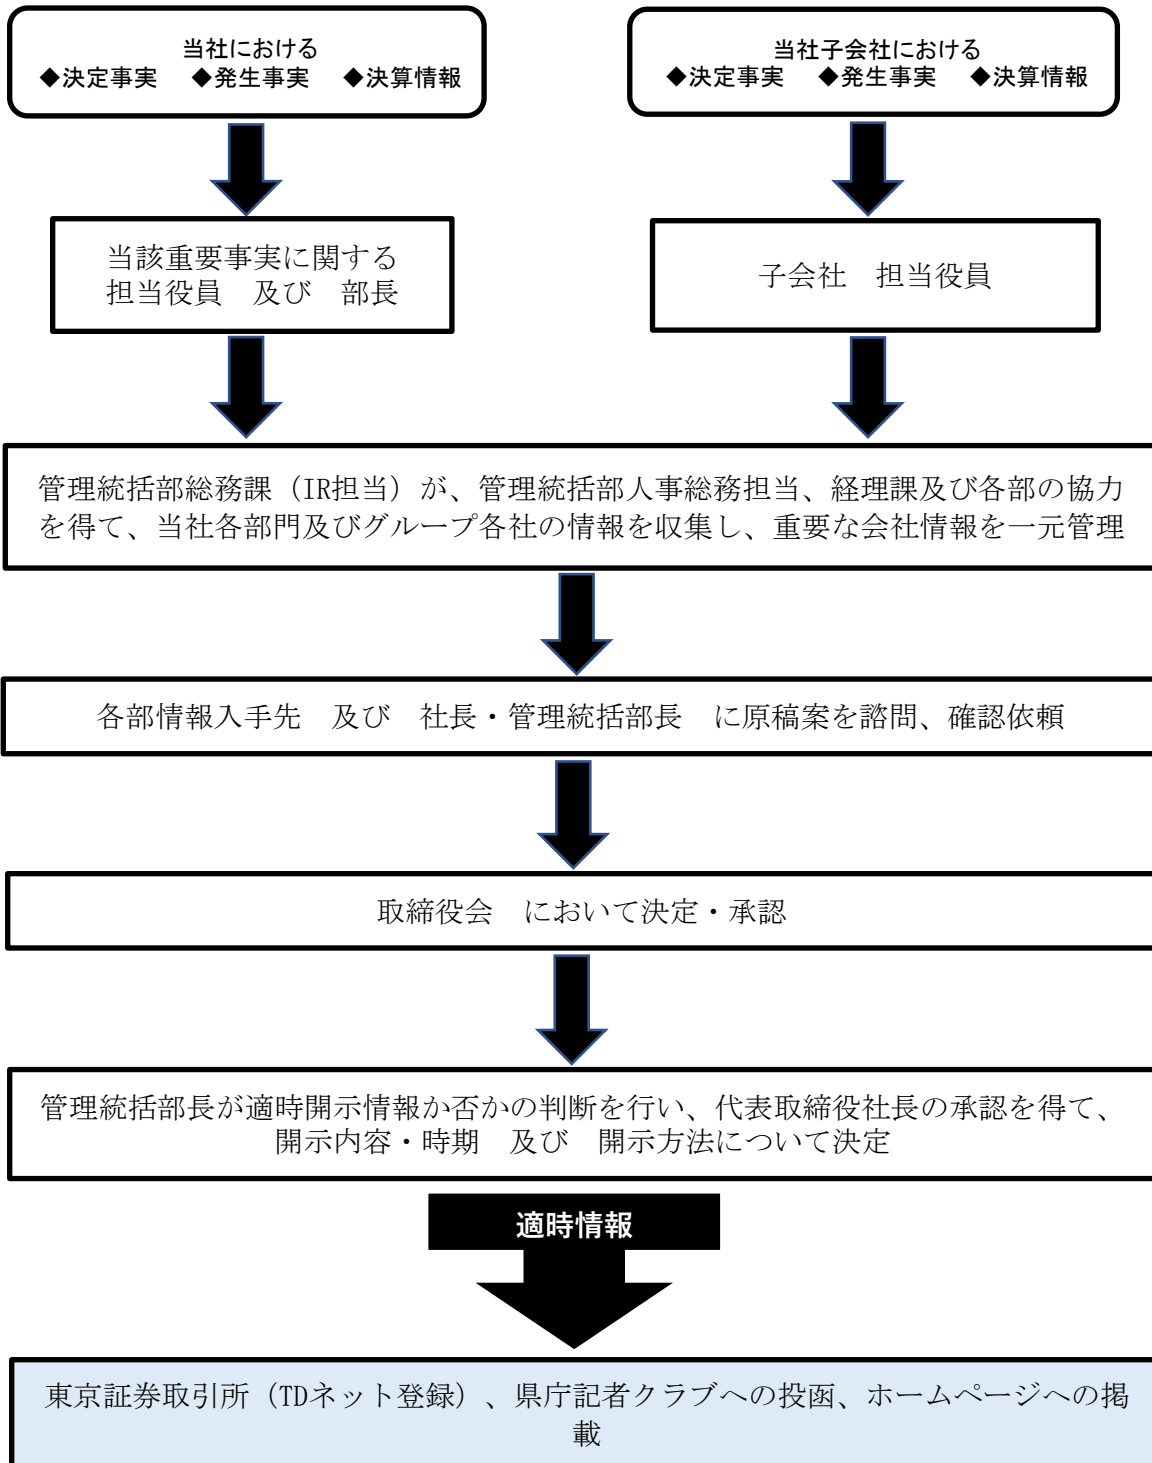 当社における
◆決定事実　◆発生事実　◆決算情報
当社子会社における
◆決定事実　◆発生事実　◆決算情報
当該重要事実に関する
担当役員　及び　部長
子会社　担当役員
管理統括部総務課（IR担当）が、管理統括部人事総務担当、経理課及び各部の協力
を得て、当社各部門及びグループ各社の情報を収集し、重要な会社情報を一元管理
各部情報入手先　及び　社長・管理統括部長　に原稿案を諮問、確認依頼
取締役会　において決定・承認
管理統括部長が適時開示情報か否かの判断を行い、代表取締役社長の承認を得て、
開示内容・時期　及び　開示方法について決定
適時情報
東京証券取引所（TDネット登録）、県庁記者クラブへの投函、ホームページへの掲
載